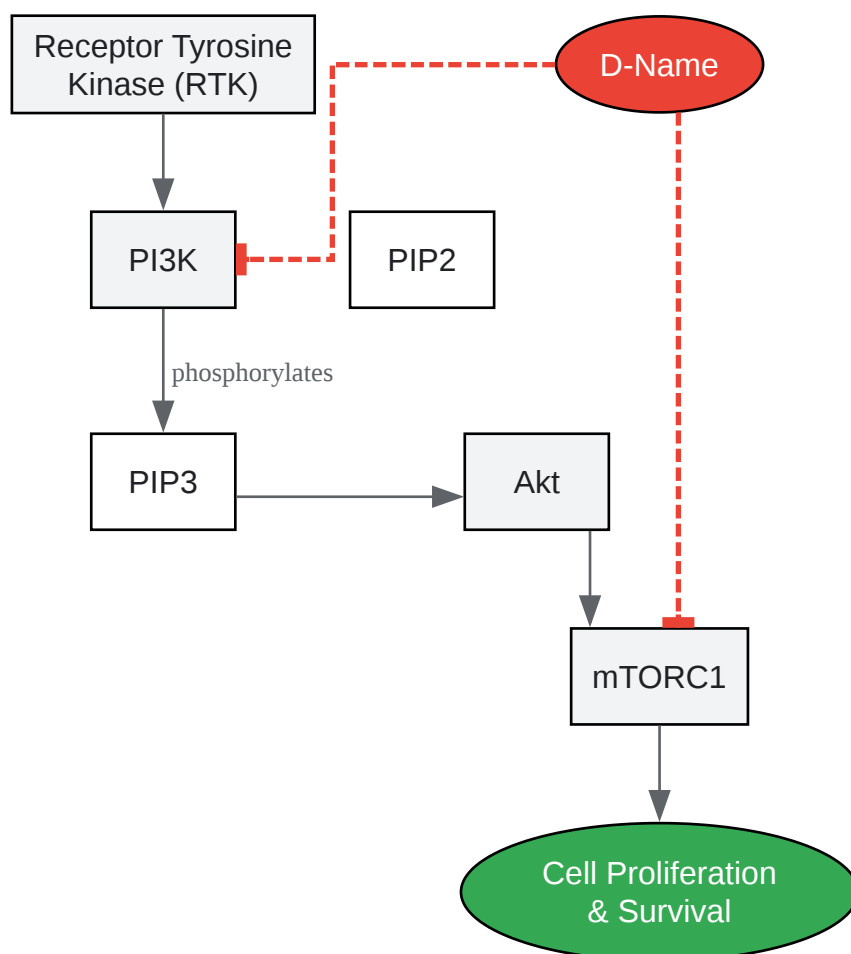 Receptor Tyrosine
Kinase (RTK)
D-Name
PI3K
PIP2
phosphorylates
PIP3
Akt
mTORC1
Cell Proliferation
& Survival